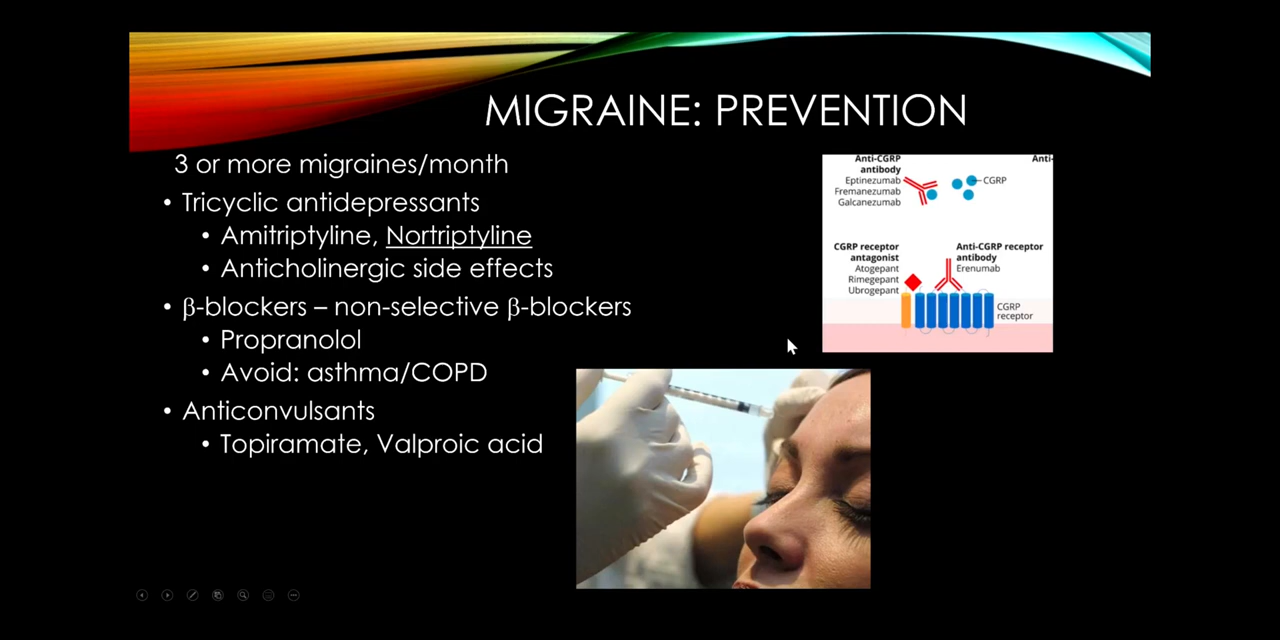 MIGRAINE: PREVENTION
3 or more migraines/month
• Tricyclic antidepressants
• Amitriptyline, Nortriptyline
• Anticholinergic side effects
• β-blockers – non-selective β-blockers
• Propranolol
• Avoid: asthma/COPD
• Anticonvulsants
• Topiramate, Valproic acid
Anti-CGRP
antibody
Eptinezumab
Fremanezumab
Galcanezumab
CGRP
Anti-
CGRP receptor
antagonist
Atogepant
Rimegepant
Ubrogepant
Anti-CGRP receptor
antibody
Erenumab
CGRP
receptor